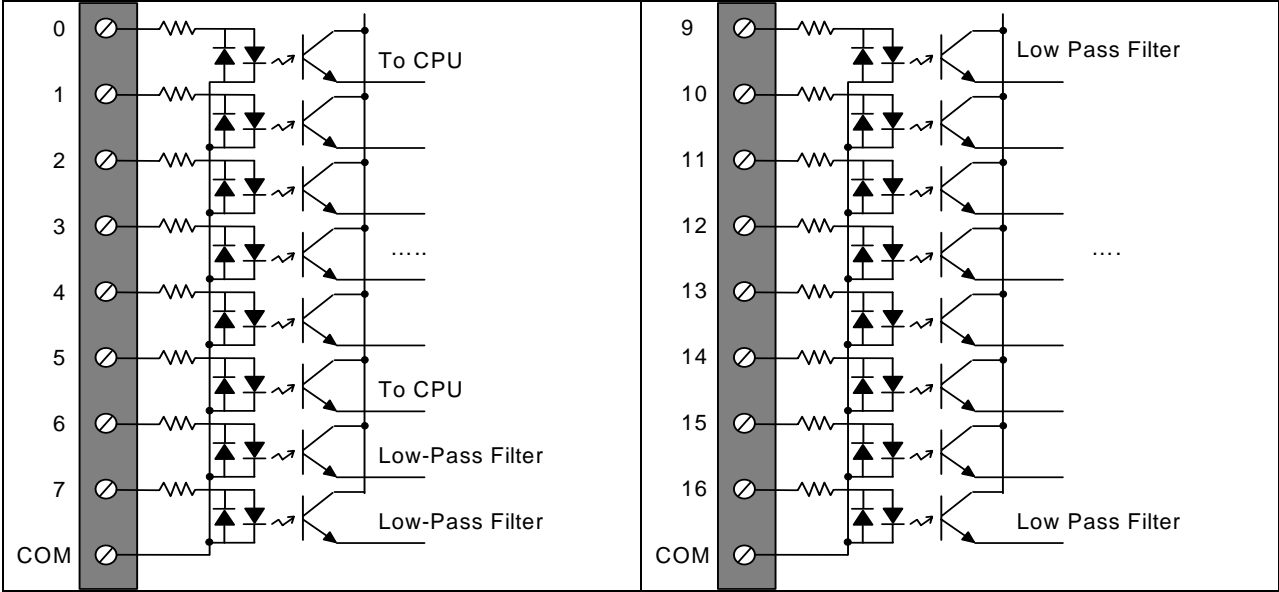 0
To CPU
1
2
3
.....
4
5
To CPU
6
Low-Pass Filter
7
Low-Pass Filter
COM
9
Low Pass Filter
10
11
12
....
13
14
15
16
Low Pass Filter
COM